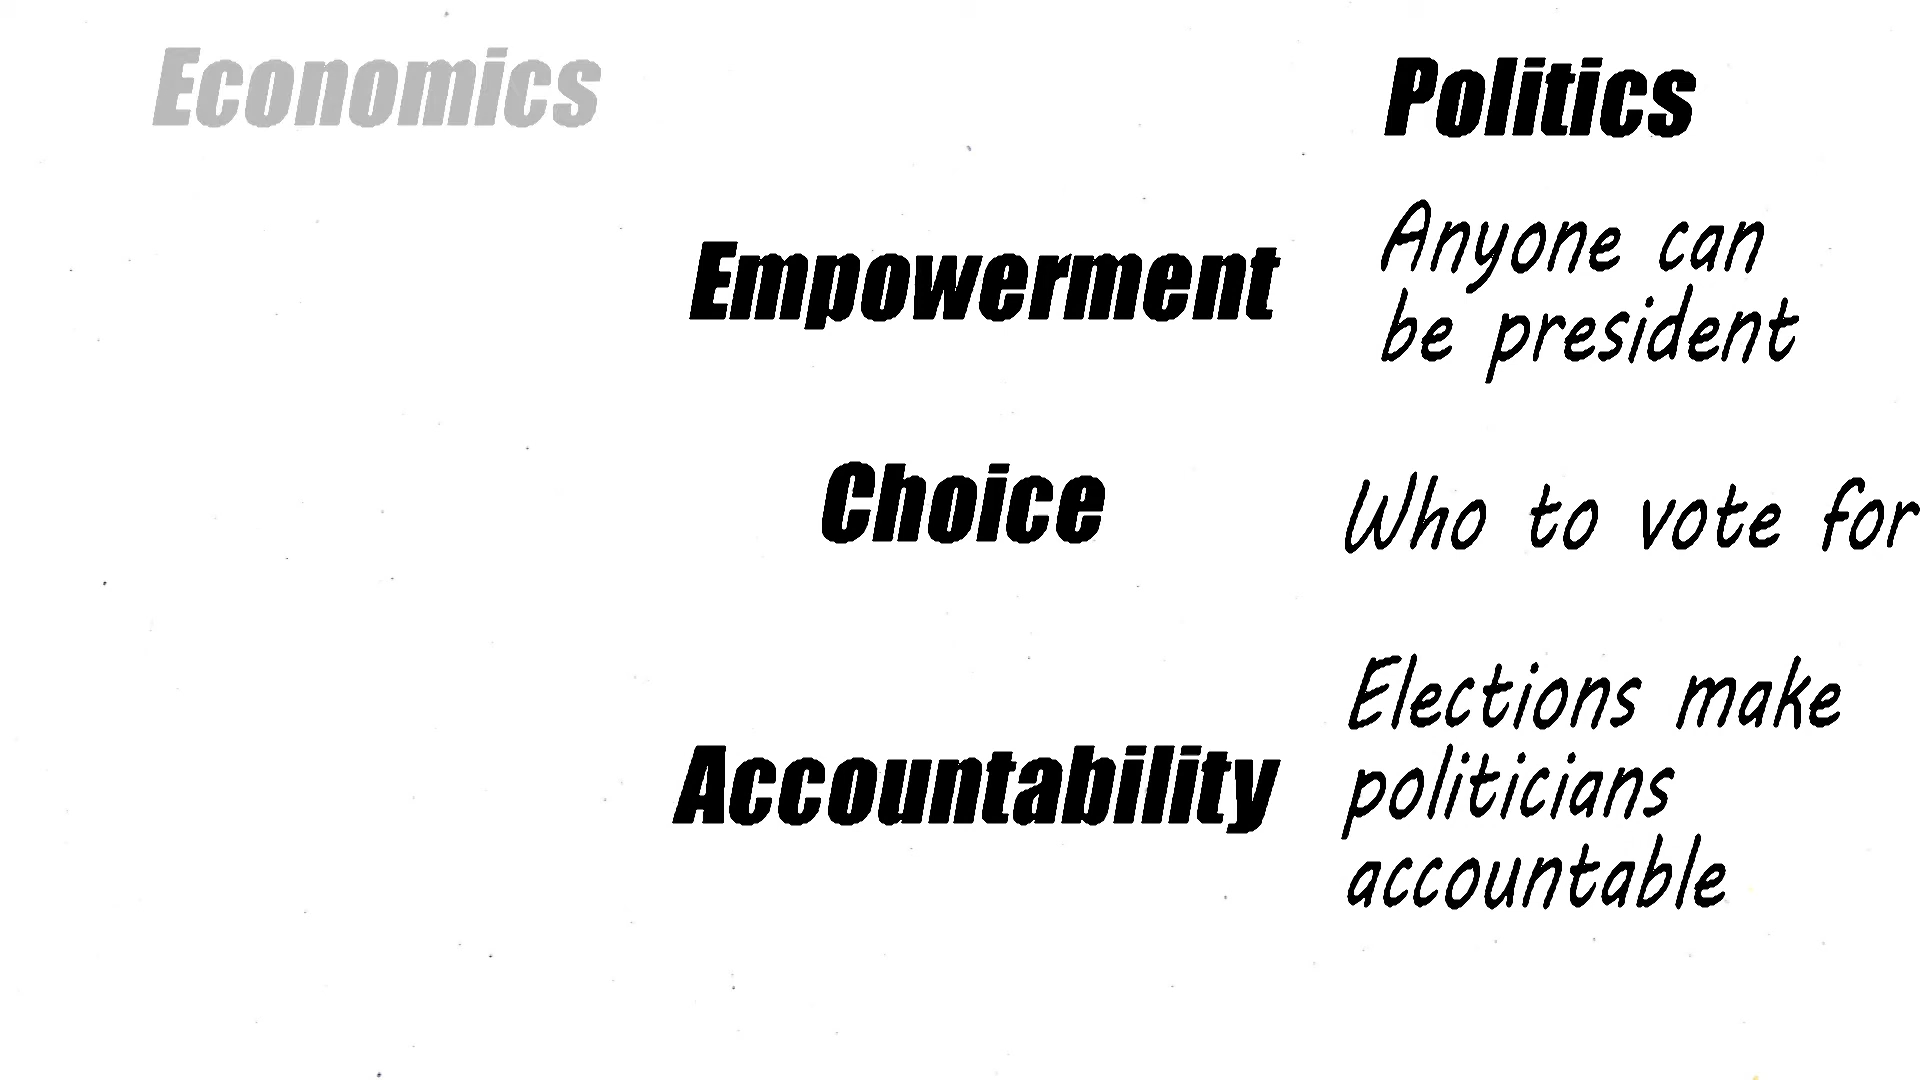 Economics
Politics
Empowerment
Anyone can
be president
Choice
Who to vote for
Accountability
Elections make
politicians
accountable